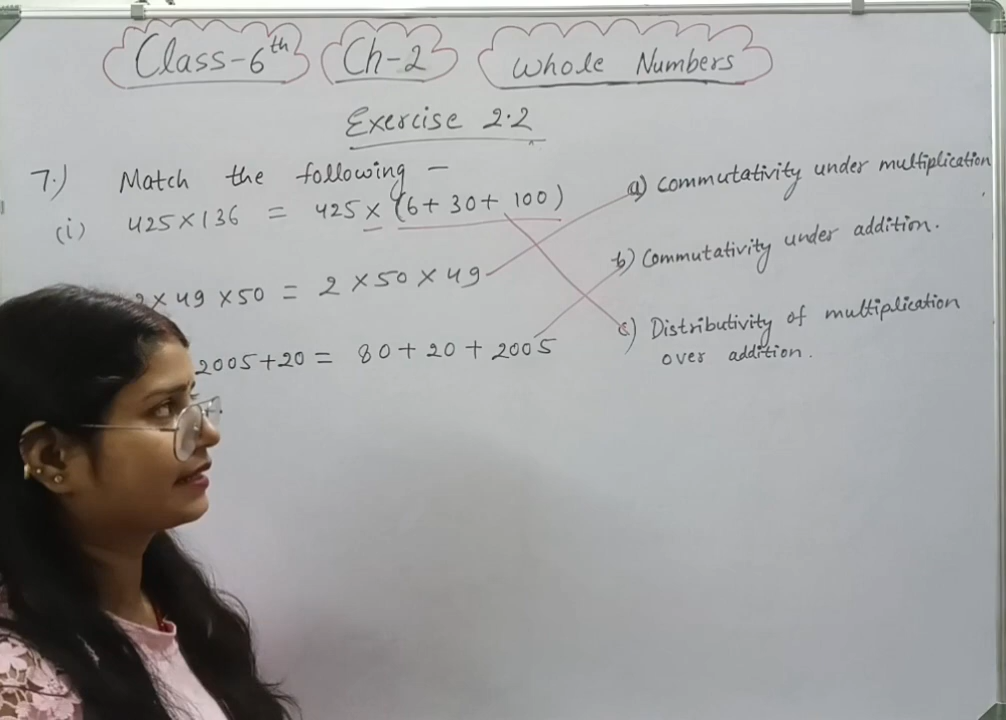 Class-6th Ch-2 Whole Numbers
Exercise 2.2
7.) Match the following -
(i) 425×136 = 425 × (6+30+100)
×49×50 = 2×50×49
2005+20 = 80+20+2005
a) Commutativity under multiplication
b) Commutativity under addition.
c) Distributivity of multiplication
over addition.